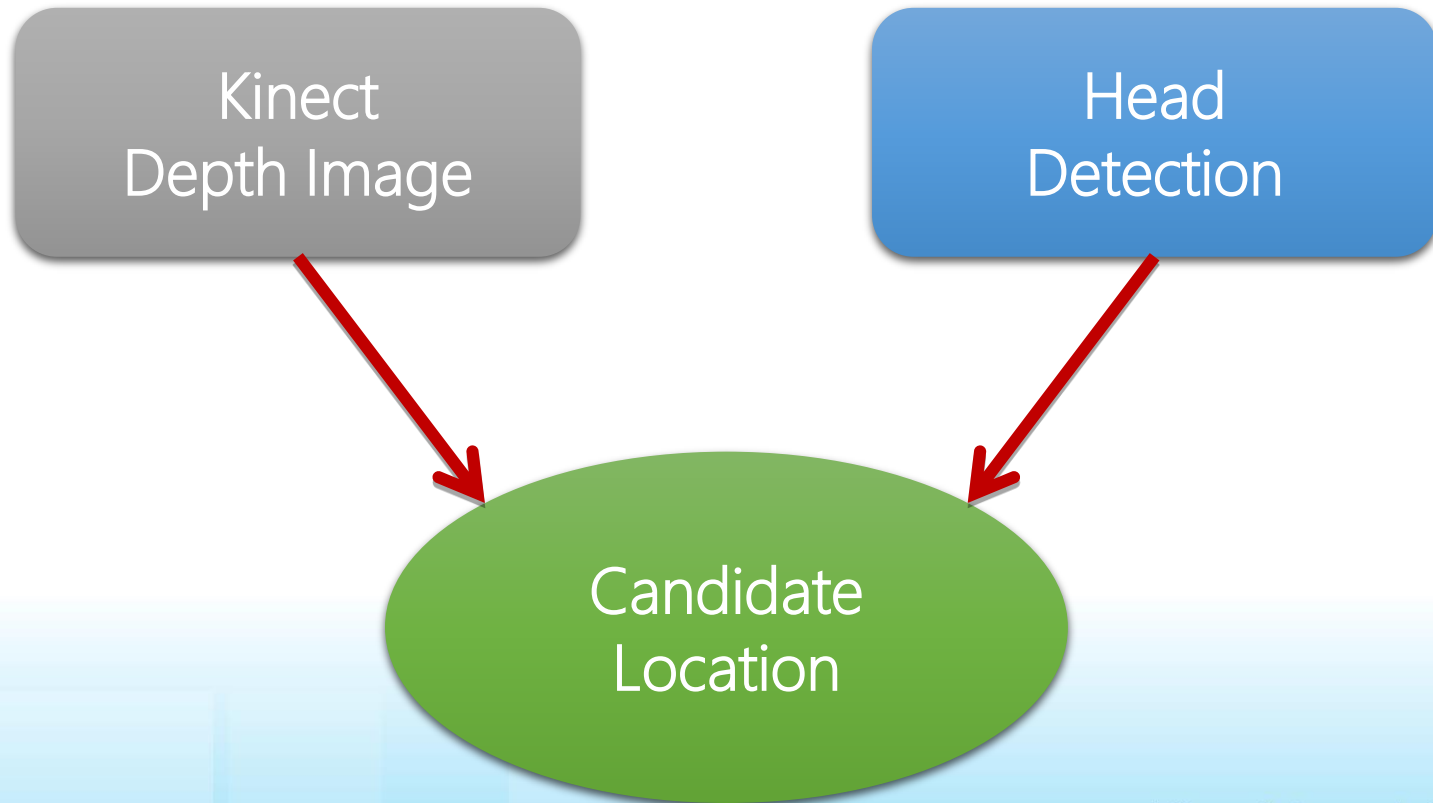 Kinect
Depth Image
Head
Detection
Candidate
Location